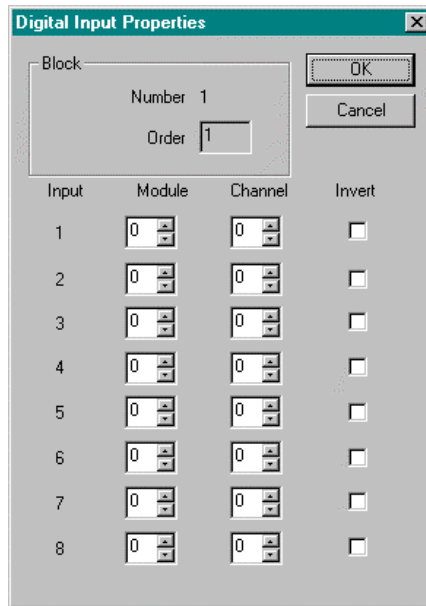 Digital Input Properties
Block
Number 1
Order 1
OK
Cancel
Input Module Channel Invert
1 0 0
2 0 0
3 0 0
4 0 0
5 0 0
6 0 0
7 0 0
8 0 0